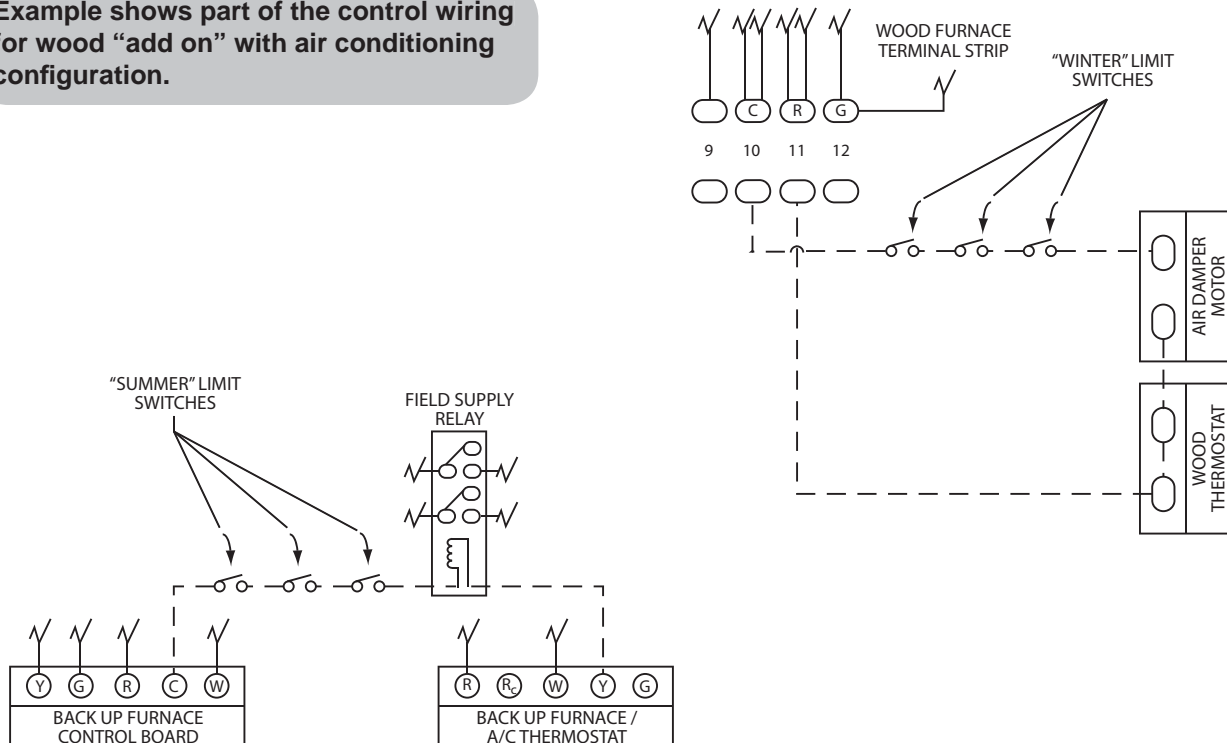 Example shows part of the control wiring
for wood “add on” with air conditioning
configuration.
WOOD FURNACE
TERMINAL STRIP
“WINTER” LIMIT
SWITCHES
C R G
9 10 11 12
AIR DAMPER
MOTOR
WOOD
THERMOSTAT
“SUMMER” LIMIT
SWITCHES
FIELD SUPPLY
RELAY
Y G R C W
BACK UP FURNACE
CONTROL BOARD
R Rc W Y G
BACK UP FURNACE /
A/C THERMOSTAT